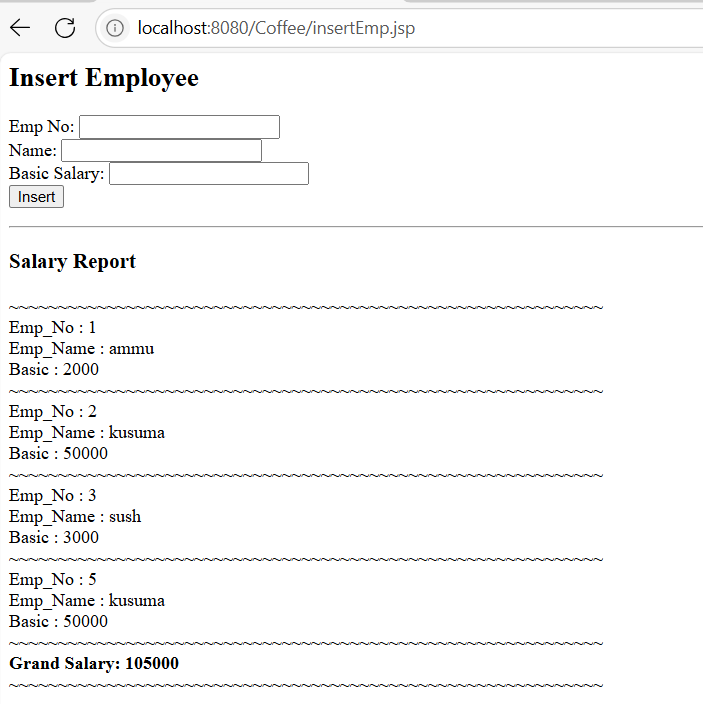 localhost:8080/Coffee/insertEmp.jsp
Insert Employee
Emp No:
Name:
Basic Salary:
Insert
Salary Report
~~~~~~~~~~~~~~~~~~~~~~~~~~~~~~~~~~~~~~~~~~~~~~~~~~~~~~~~~~~~~~~~~~
Emp_No : 1
Emp_Name : ammu
Basic : 2000
~~~~~~~~~~~~~~~~~~~~~~~~~~~~~~~~~~~~~~~~~~~~~~~~~~~~~~~~~~~~~~~~~~
Emp_No : 2
Emp_Name : kusuma
Basic : 50000
~~~~~~~~~~~~~~~~~~~~~~~~~~~~~~~~~~~~~~~~~~~~~~~~~~~~~~~~~~~~~~~~~~
Emp_No : 3
Emp_Name : sush
Basic : 3000
~~~~~~~~~~~~~~~~~~~~~~~~~~~~~~~~~~~~~~~~~~~~~~~~~~~~~~~~~~~~~~~~~~
Emp_No : 5
Emp_Name : kusuma
Basic : 50000
~~~~~~~~~~~~~~~~~~~~~~~~~~~~~~~~~~~~~~~~~~~~~~~~~~~~~~~~~~~~~~~~~~
Grand Salary: 105000
~~~~~~~~~~~~~~~~~~~~~~~~~~~~~~~~~~~~~~~~~~~~~~~~~~~~~~~~~~~~~~~~~~